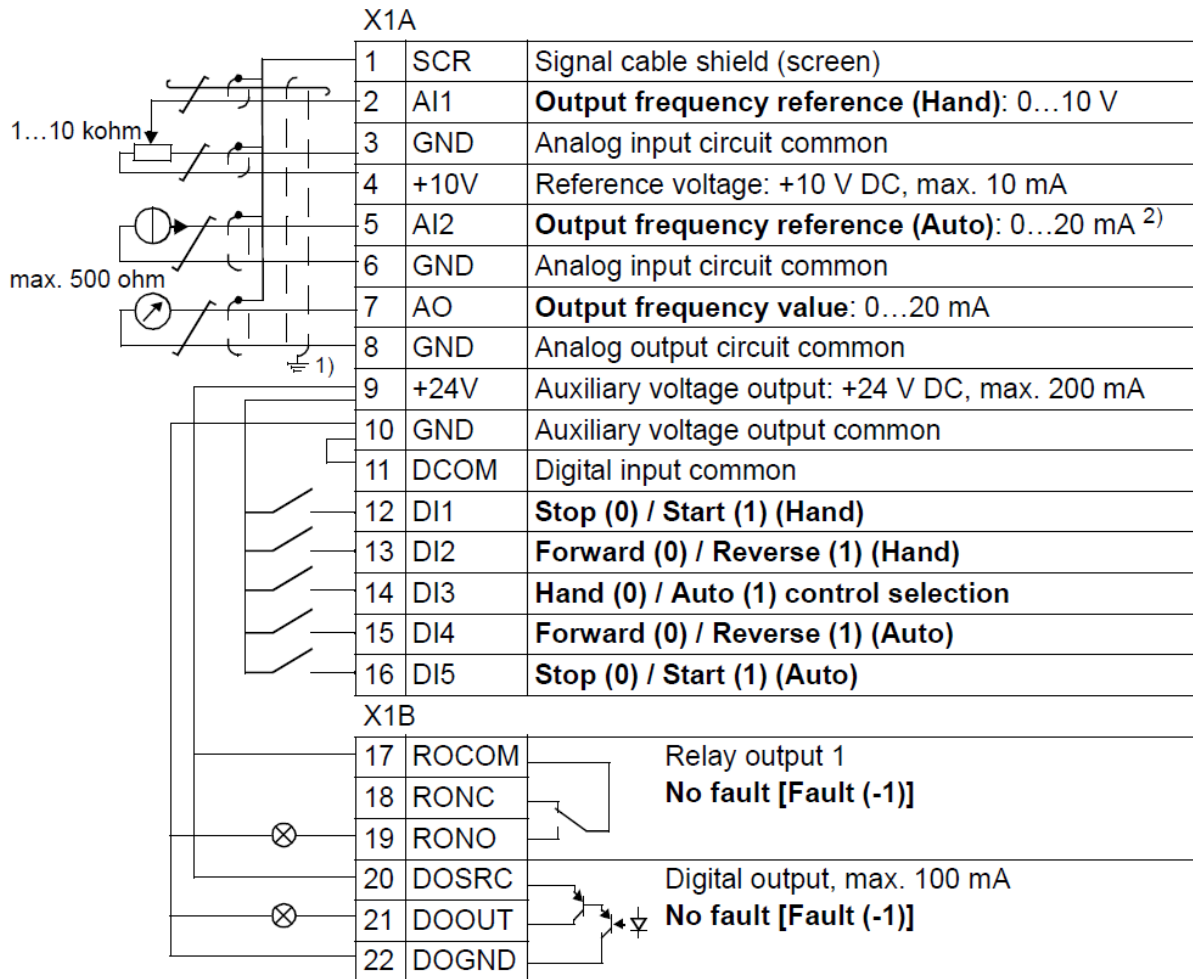 X1A
1 SCR Signal cable shield (screen)
2 AI1 Output frequency reference (Hand): 0…10 V
1…10 kohm
3 GND Analog input circuit common
4 +10V Reference voltage: +10 V DC, max. 10 mA
5 AI2 Output frequency reference (Auto): 0…20 mA 2)
6 GND Analog input circuit common
max. 500 ohm
7 AO Output frequency value: 0…20 mA
8 GND Analog output circuit common
1)
9 +24V Auxiliary voltage output: +24 V DC, max. 200 mA
10 GND Auxiliary voltage output common
11 DCOM Digital input common
12 DI1 Stop (0) / Start (1) (Hand)
13 DI2 Forward (0) / Reverse (1) (Hand)
14 DI3 Hand (0) / Auto (1) control selection
15 DI4 Forward (0) / Reverse (1) (Auto)
16 DI5 Stop (0) / Start (1) (Auto)
X1B
17 ROCOM Relay output 1
18 RONC No fault [Fault (-1)]
19 RONO
20 DOSRC Digital output, max. 100 mA
21 DOOUT No fault [Fault (-1)]
22 DOGND